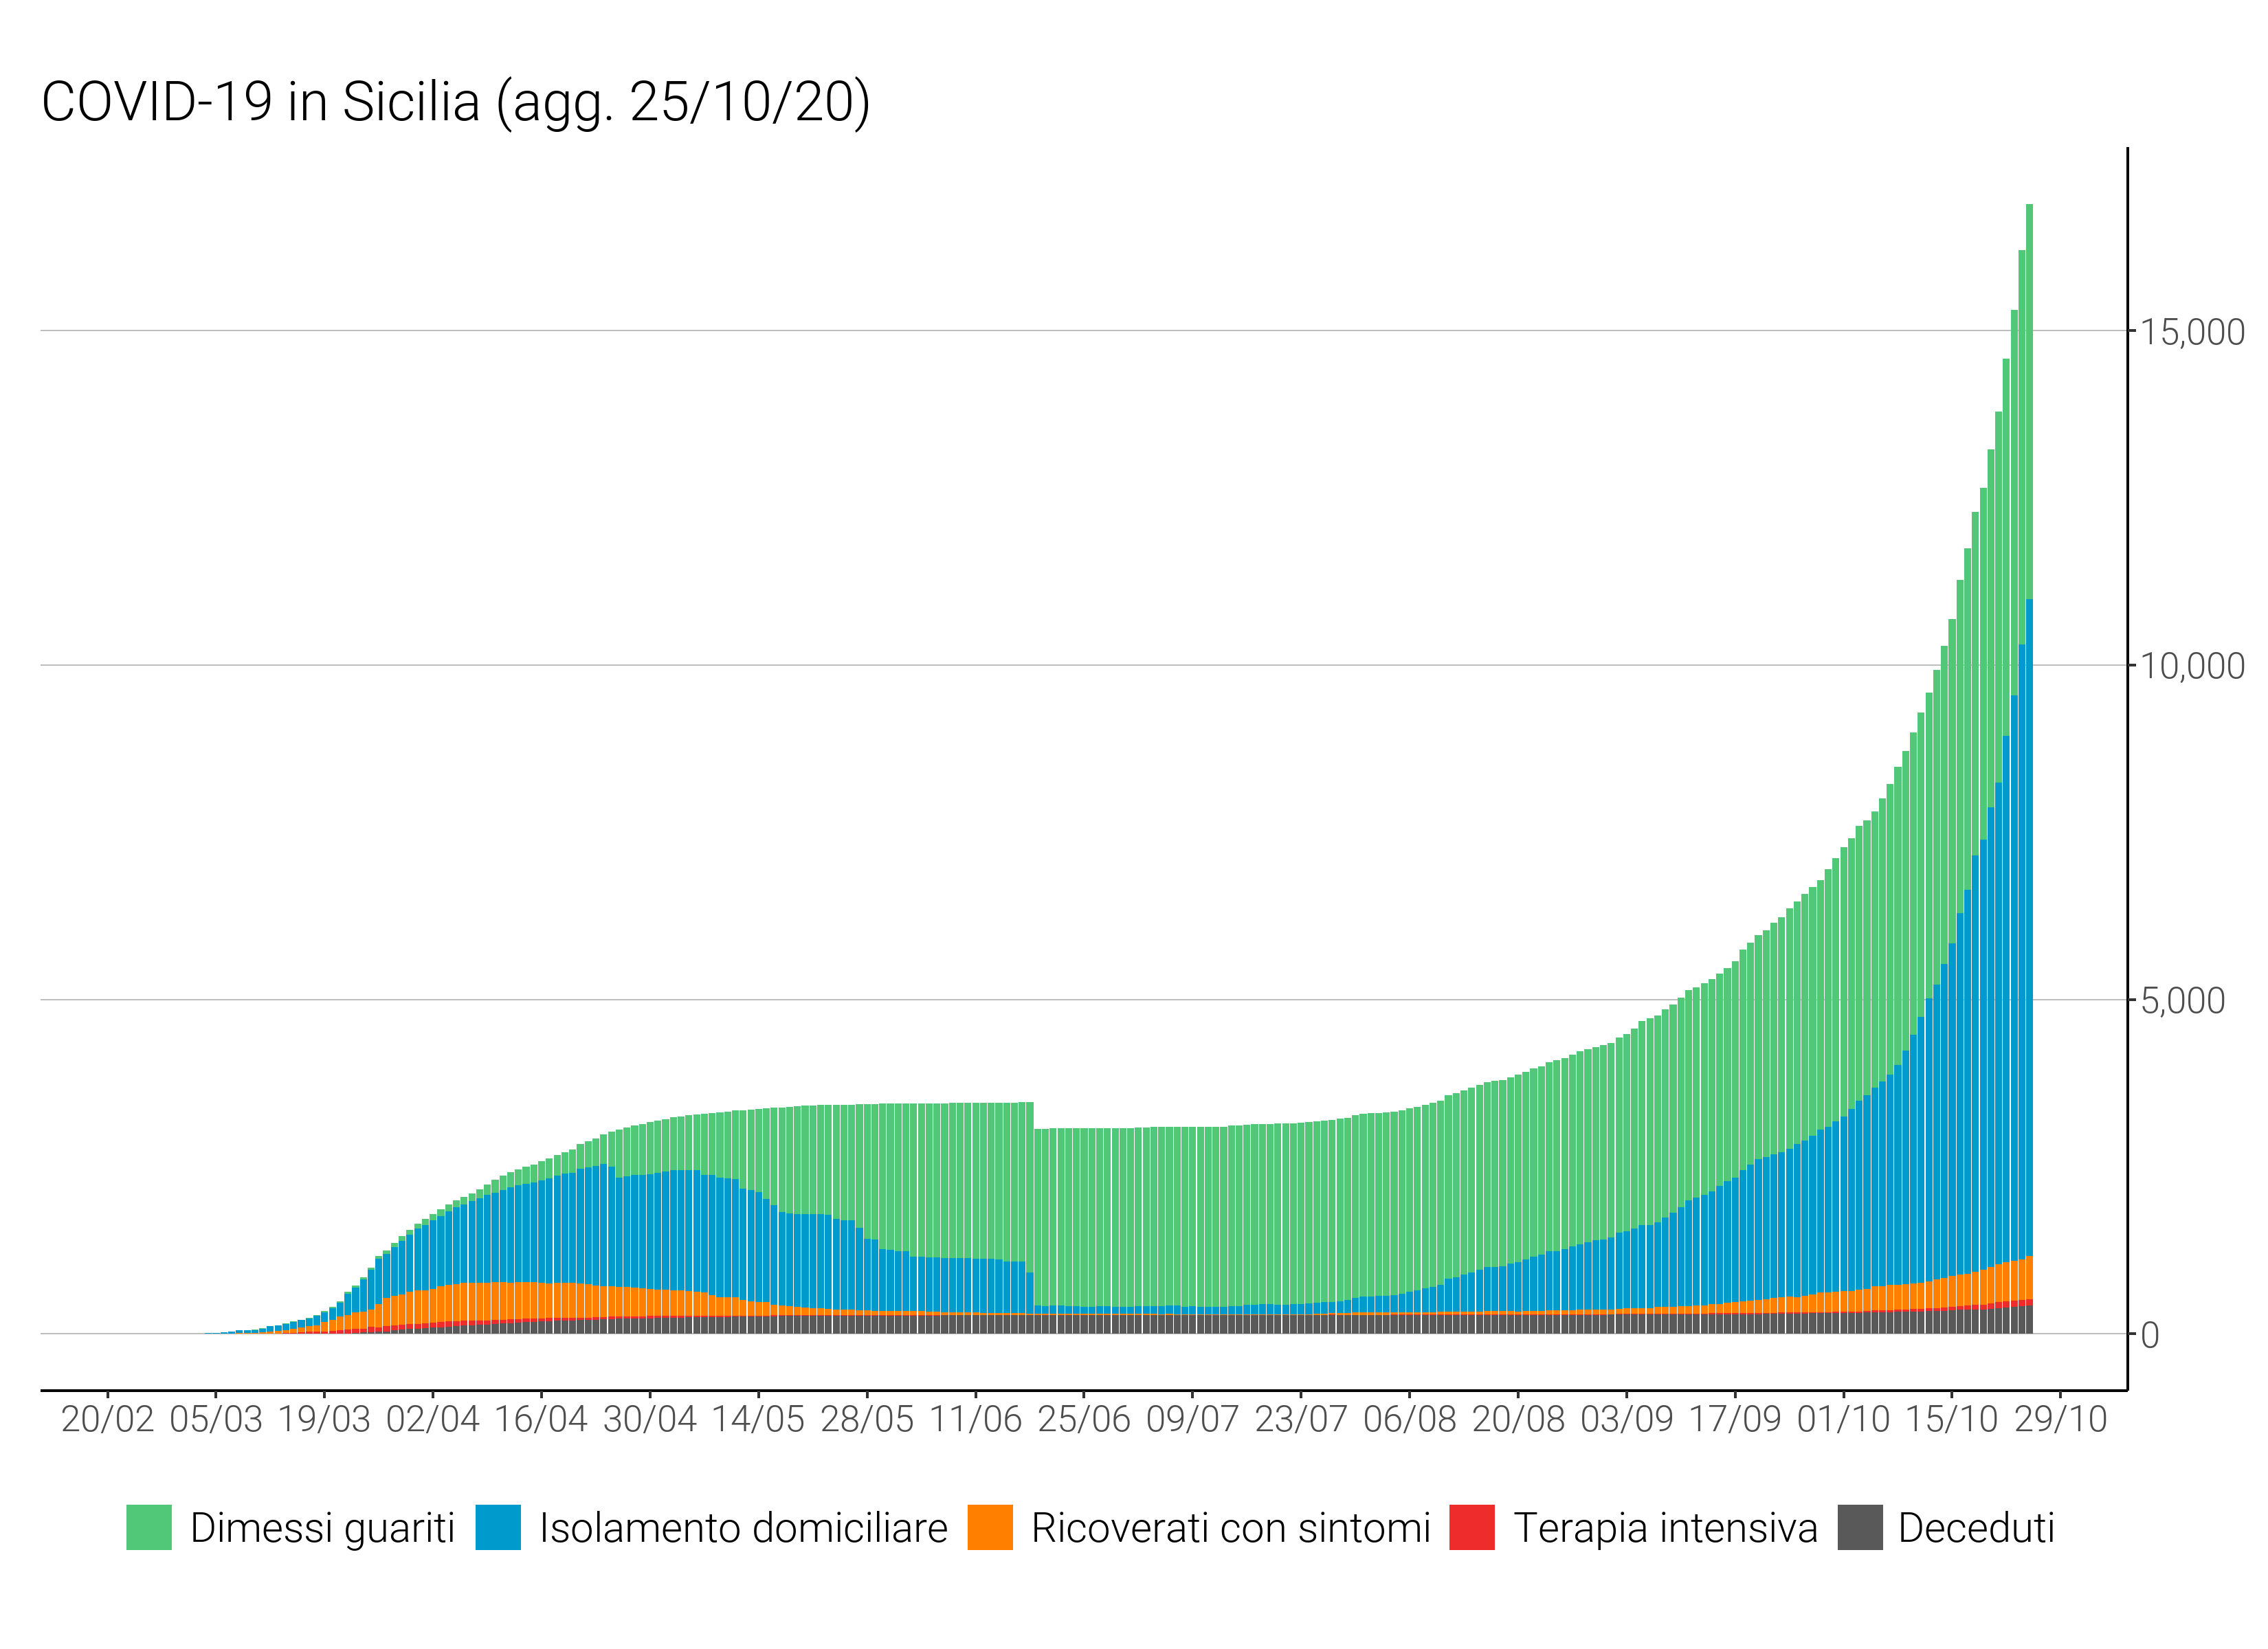 COVID-19 in Sicilia (agg. 25/10/20)
15,000
10,000
5,000
0
20/02 05/03 19/03 02/04 16/04 30/04 14/05 28/05 11/06 25/06 09/07 23/07 06/08 20/08 03/09 17/09 01/10 15/10 29/10
Dimessi guariti Isolamento domiciliare Ricoverati con sintomi Terapia intensiva Deceduti